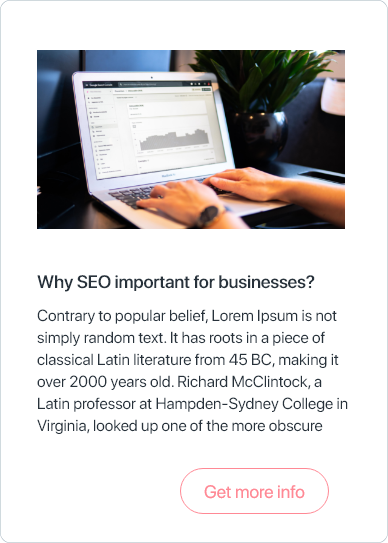 Why SEO important for businesses?
Contrary to popular belief, Lorem Ipsum is not
simply random text. It has roots in a piece of
classical Latin literature from 45 BC, making it
over 2000 years old. Richard McClintock, a
Latin professor at Hampden-Sydney College in
Virginia, looked up one of the more obscure
Get more info